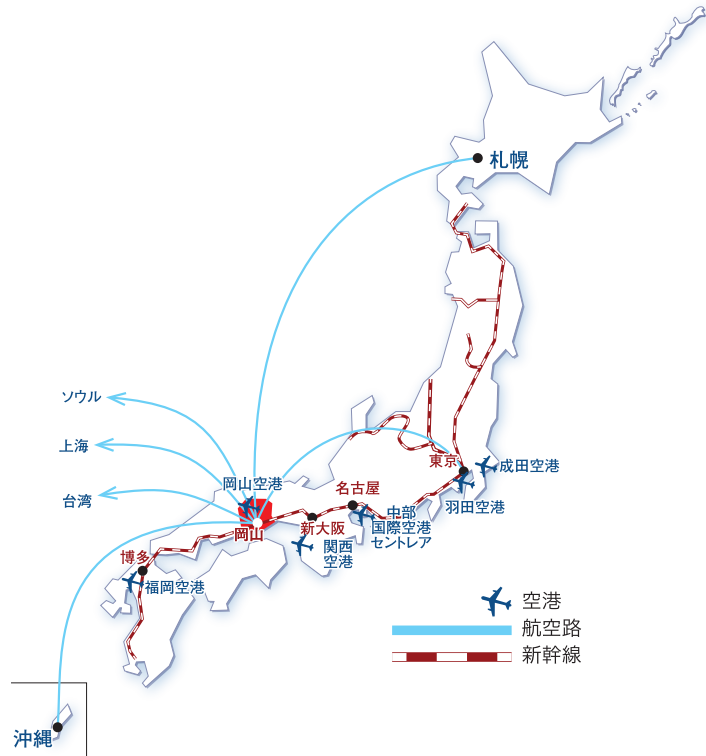 札幌
ソウル
上海
台湾
岡山空港
岡山
東京
成田空港
羽田空港
名古屋
中部
国際空港
セントレア
新大阪
関西
空港
博多
福岡空港
沖縄
空港
航空路
新幹線